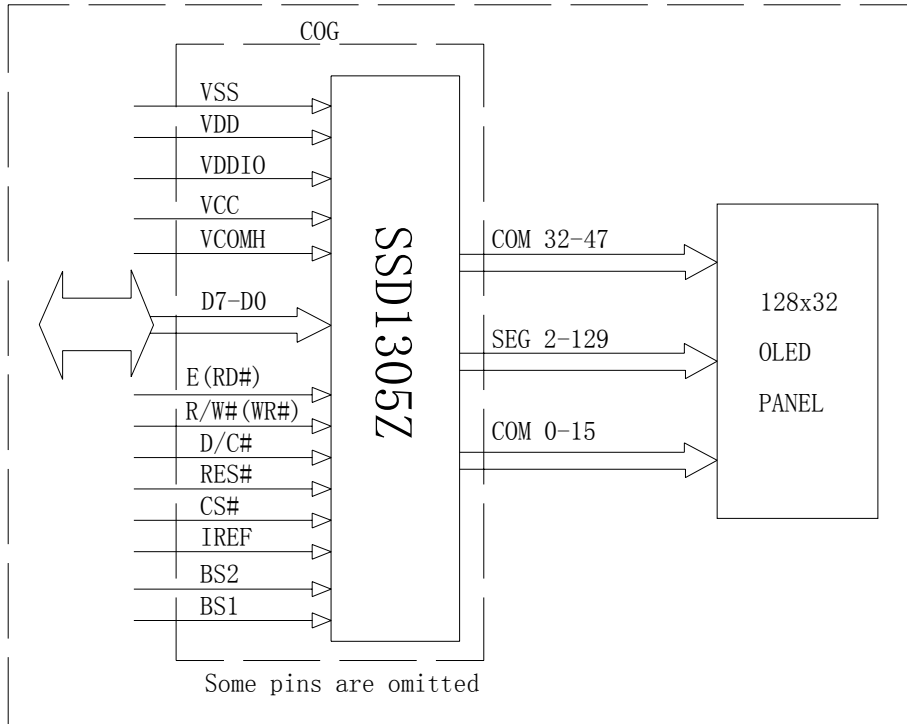 COG
VSS
VDD
VDDIO
VCC
VCOMH
D7-D0
E(RD#)
R/W#(WR#)
D/C#
RES#
CS#
IREF
BS2
BS1
SSD1305Z
COM 32-47
SEG 2-129
COM 0-15
128x32
OLED
PANEL
Some pins are omitted